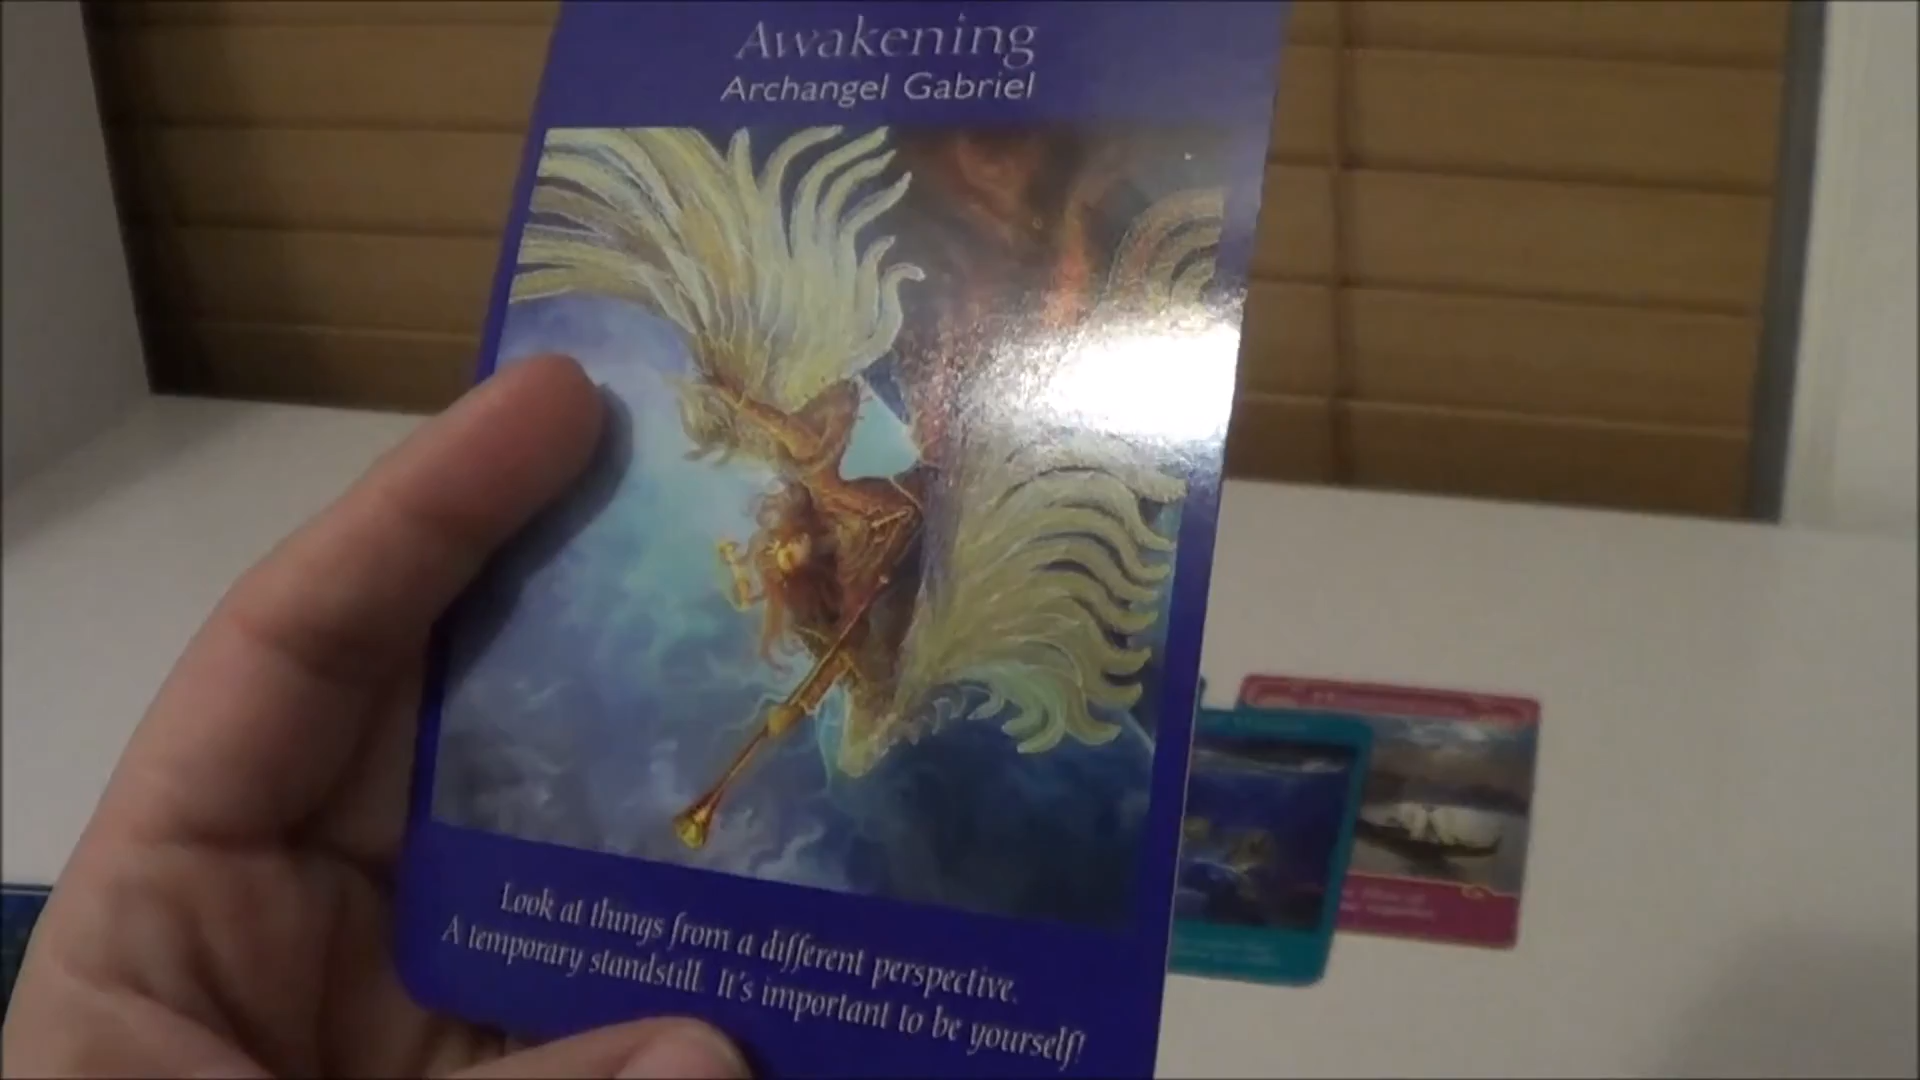 Awakening
Archangel Gabriel
Look at things from a different perspective.
A temporary standstill. It's important to be yourself!